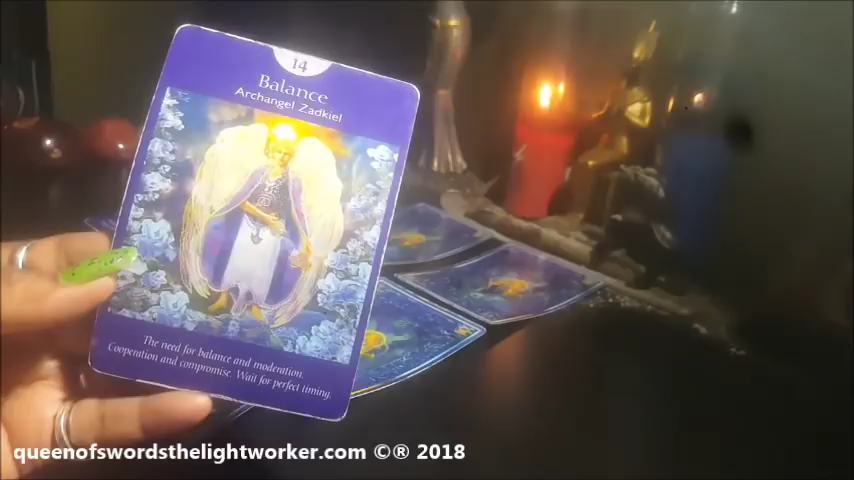 14
Balance
Archangel Zadkiel
The need for balance and moderation.
Cooperation and compromise. Wait for perfect timing.
queenofswordsthelightworker.com ©® 2018